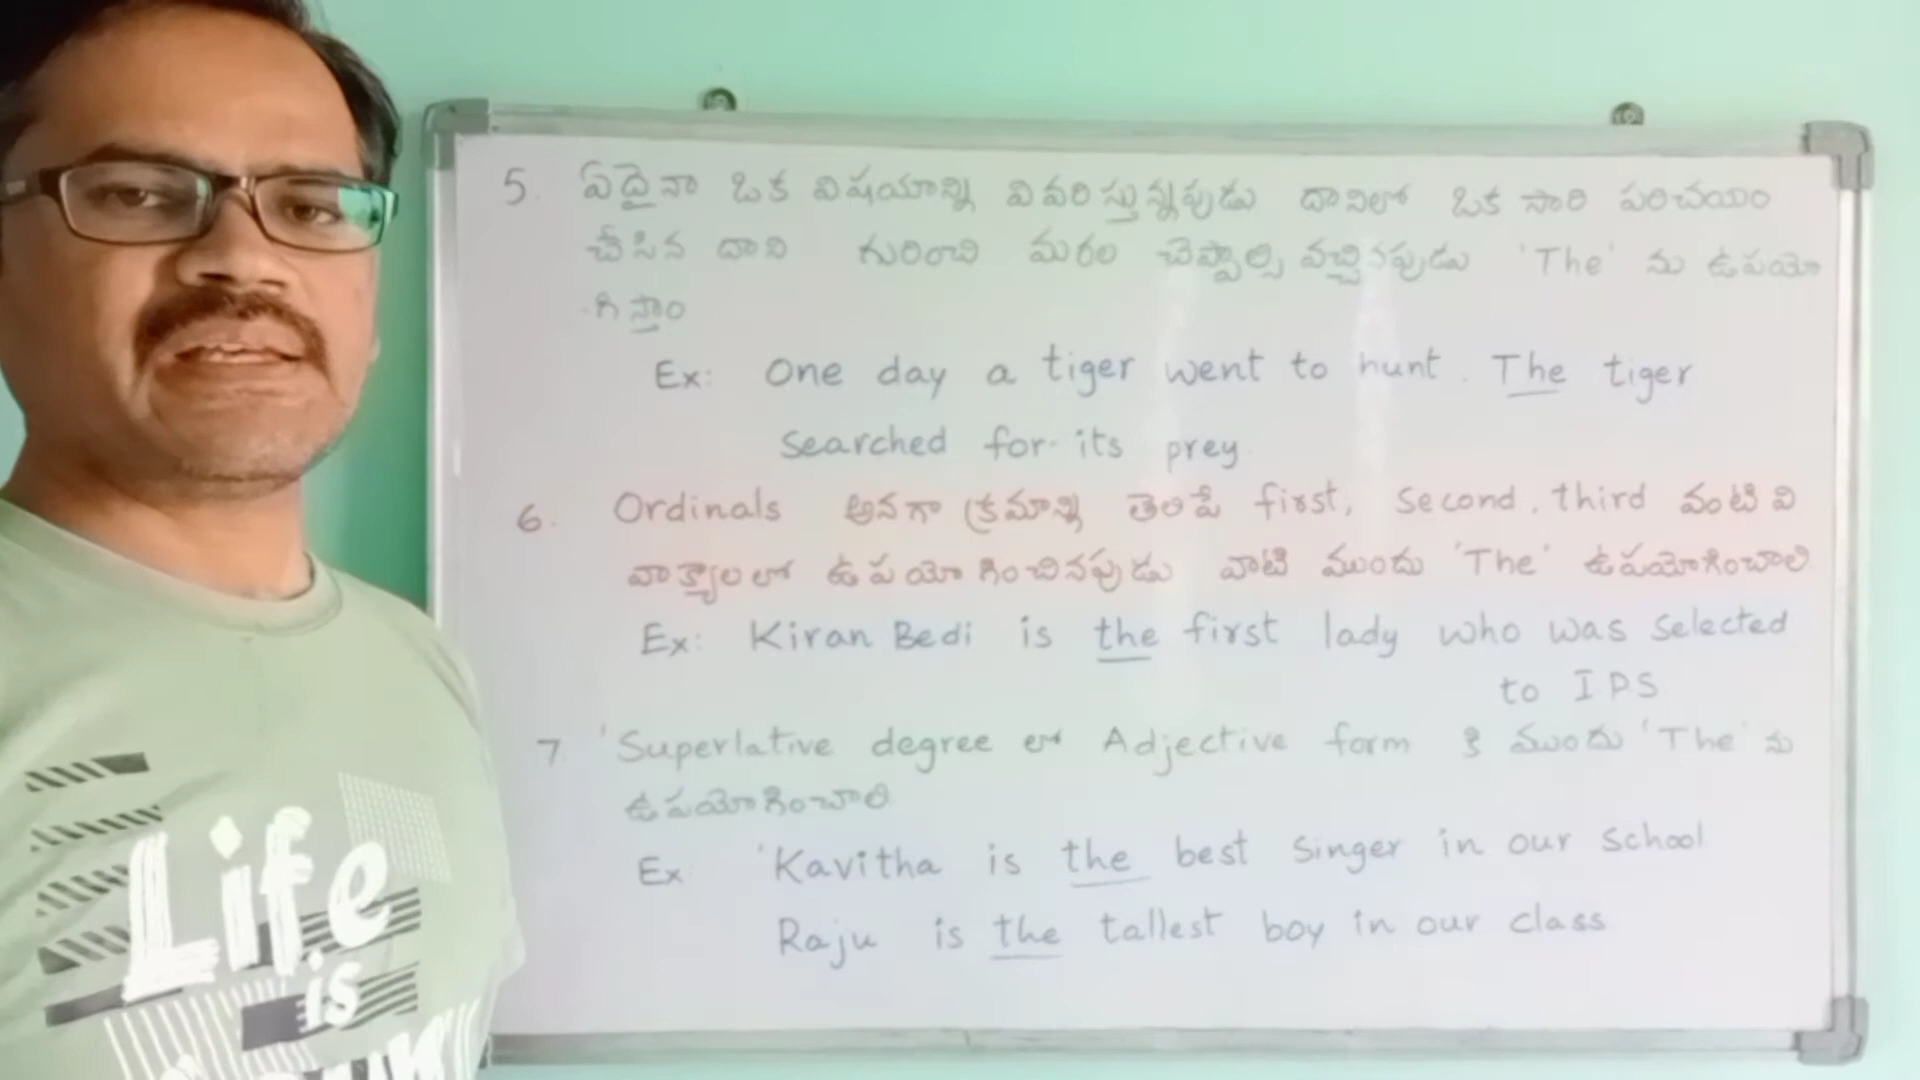 5. ఏదైనా ఒక విషయాన్ని వివరిస్తున్నపుడు దానిలో ఒక సారి పరిచయం
చేసిన దాని గురించి మరల చెప్పాల్సి వచ్చినపుడు 'The' ను ఉపయో
-గిస్తాం
Ex: One day a tiger went to hunt. The tiger
searched for its prey.
6. Ordinals అనగా క్రమాన్ని తెలిపే first, second, third వంటివి
వాక్యాలలో ఉపయోగించినపుడు వాటి ముందు 'The' ఉపయోగించాలి
Ex: Kiran Bedi is the first lady who was selected
to IPS
7 'Superlative degree లో Adjective form కి ముందు 'The' ను
ఉపయోగించాలి
Ex 'Kavitha is the best singer in our school
Raju is the tallest boy in our class
Life
is